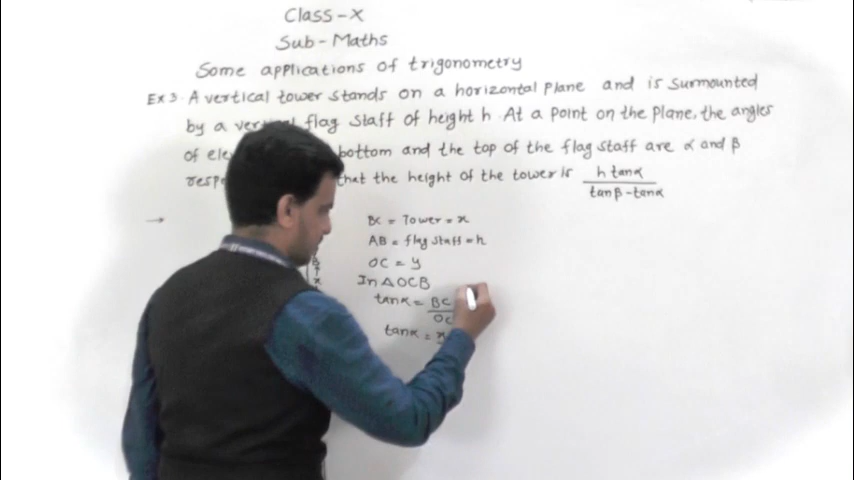 Class-X
Sub-Maths
Some applications of trigonometry
Ex 3. A vertical tower stands on a horizontal plane and is surmounted
by a flag staff of height h. At a point on the plane, the angles
of bottom and the top of the flag staff are α and β
that the height of the tower is h tanα / tanβ - tanα
→
BC = Tower = x
AB = flag staff = h
OC = y
In △OCB
tanα = BC / OC
tanα = x
B
x